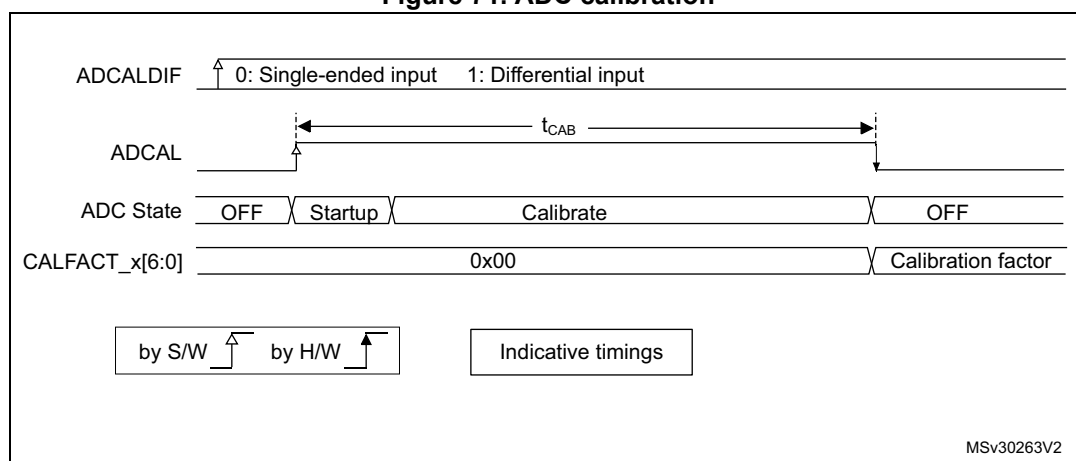 Figure 71. ADC calibration
ADCALDIF 0: Single-ended input 1: Differential input
tCAB
ADCAL
ADC State OFF Startup Calibrate OFF
CALFACT_x[6:0] 0x00 Calibration factor
by S/W by H/W Indicative timings
MSv30263V2